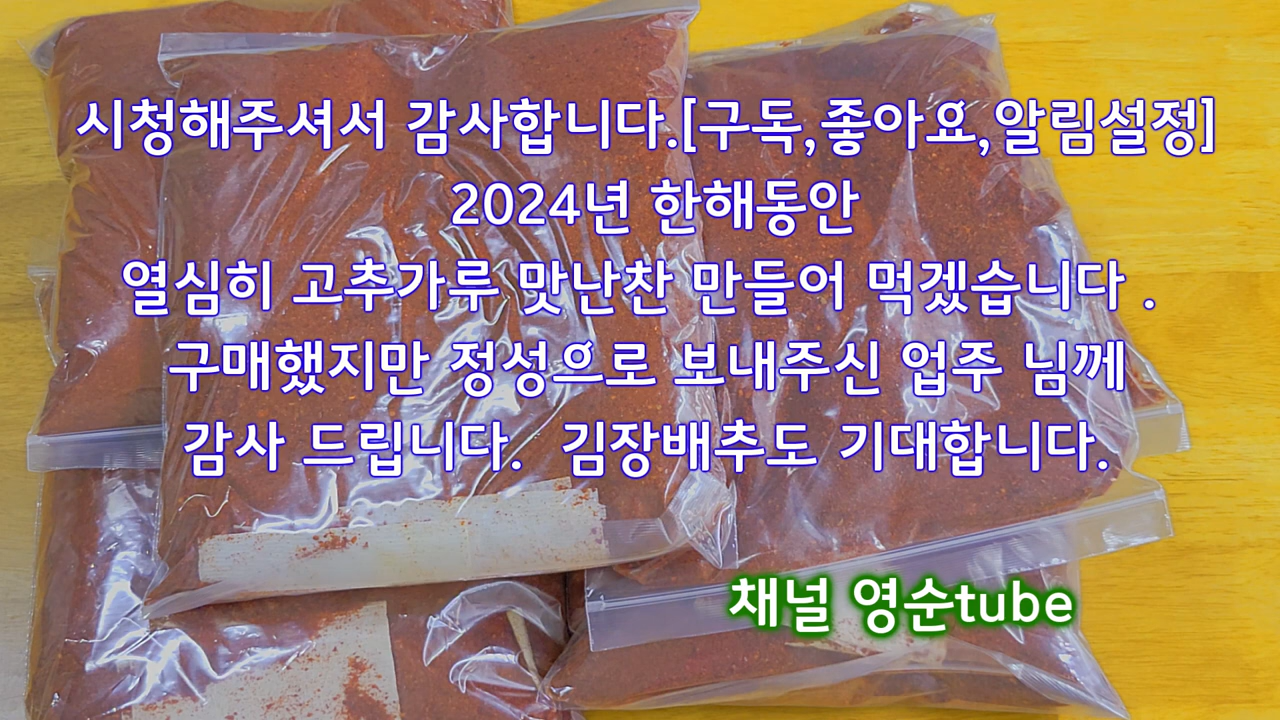 시청해주셔서 감사합니다.[구독,좋아요,알림설정]
2024년 한해동안
열심히 고추가루 맛난찬 만들어 먹겠습니다 .
구매했지만 정성으로 보내주신 업주 님께
감사 드립니다. 김장배추도 기대합니다.
채널 영순tube